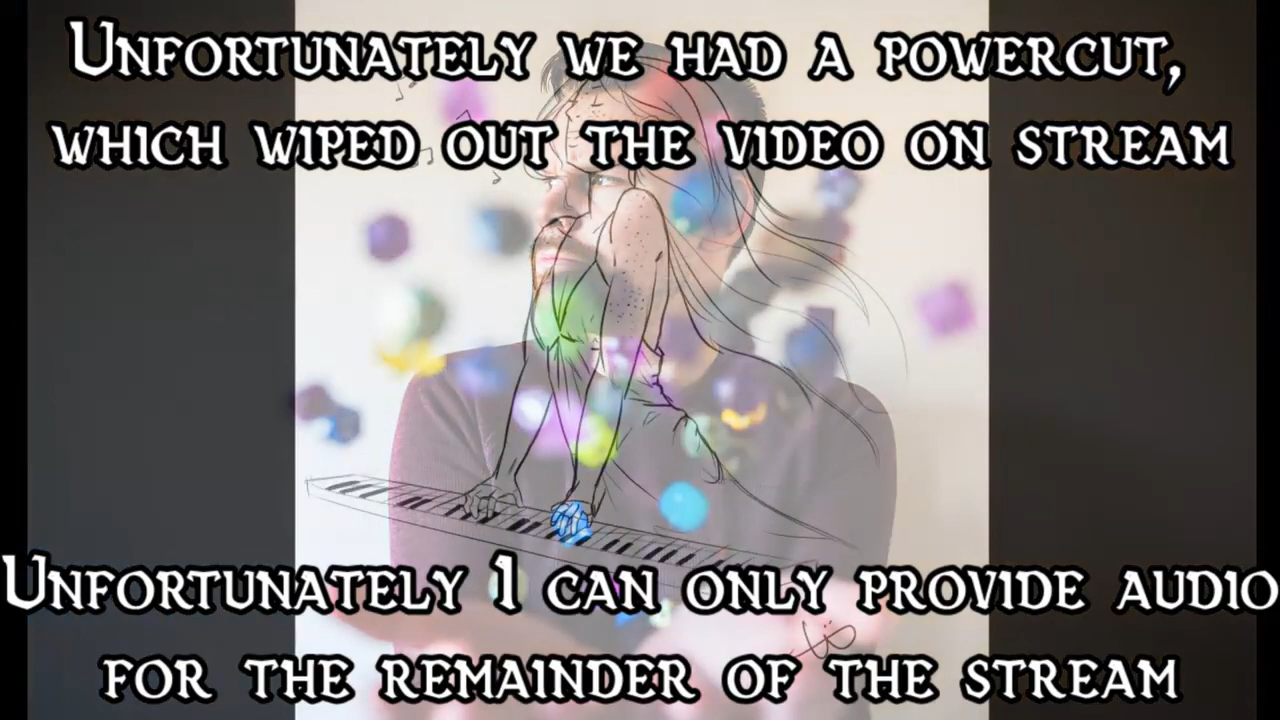 Unfortunately we had a powercut,
which wiped out the video on stream
Unfortunately I can only provide audio
for the remainder of the stream